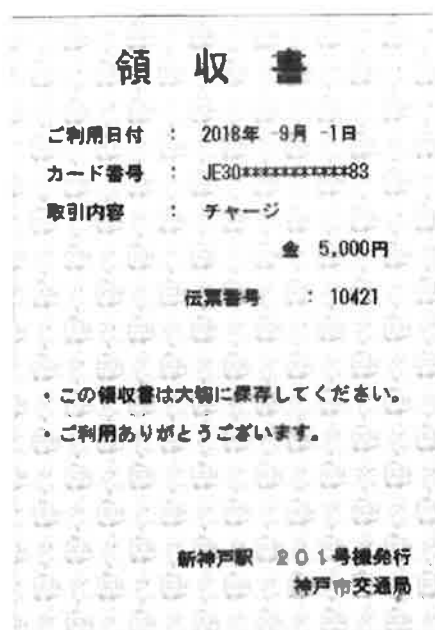 領収書
ご利用日付 : 2018年 -9月 -1日
カード番号 : JE30***********83
取引内容 : チャージ
金 5,000円
伝票番号 : 10421
・この領収書は大切に保存してください。
・ご利用ありがとうございます。
新神戸駅 201号機発行
神戸市交通局